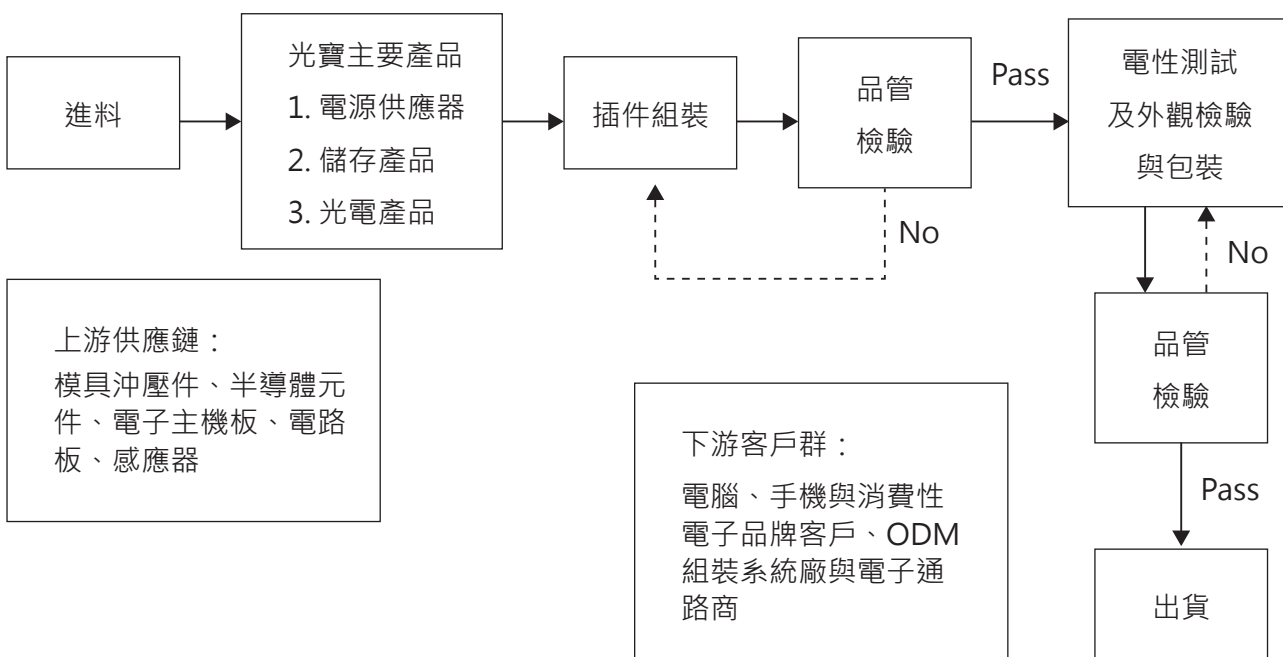 進料
光寶主要產品
1. 電源供應器
2. 儲存產品
3. 光電產品
插件組裝
品管
檢驗
Pass
No
電性測試
及外觀檢驗
與包裝
No
品管
檢驗
Pass
出貨
上游供應鏈：
模具沖壓件、半導體元
件、電子主機板、電路
板、感應器
下游客戶群：
電腦、手機與消費性
電子品牌客戶、ODM
組裝系統廠與電子通
路商